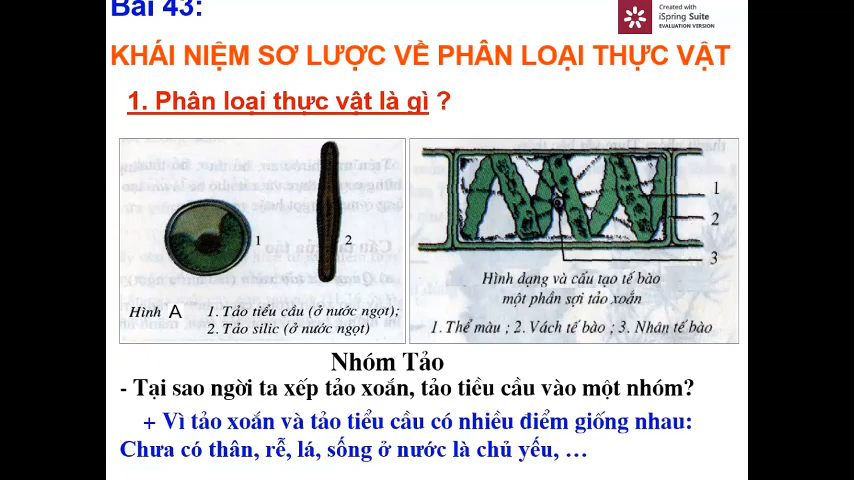 Bài 43:
Created with
iSpring Suite
EVALUATION VERSION
KHÁI NIỆM SƠ LƯỢC VỀ PHÂN LOẠI THỰC VẬT
1. Phân loại thực vật là gì ?
1
2
Hình A 1. Tảo tiểu cầu (ở nước ngọt);
2. Tảo silic (ở nước ngọt)
1
2
3
Hình dạng và cấu tạo tế bào
một phần sợi tảo xoắn
1. Thể màu ; 2. Vách tế bào ; 3. Nhân tế bào
Nhóm Tảo
- Tại sao ngời ta xếp tảo xoắn, tảo tiều cầu vào một nhóm?
+ Vì tảo xoắn và tảo tiểu cầu có nhiều điểm giống nhau:
Chưa có thân, rễ, lá, sống ở nước là chủ yếu, …